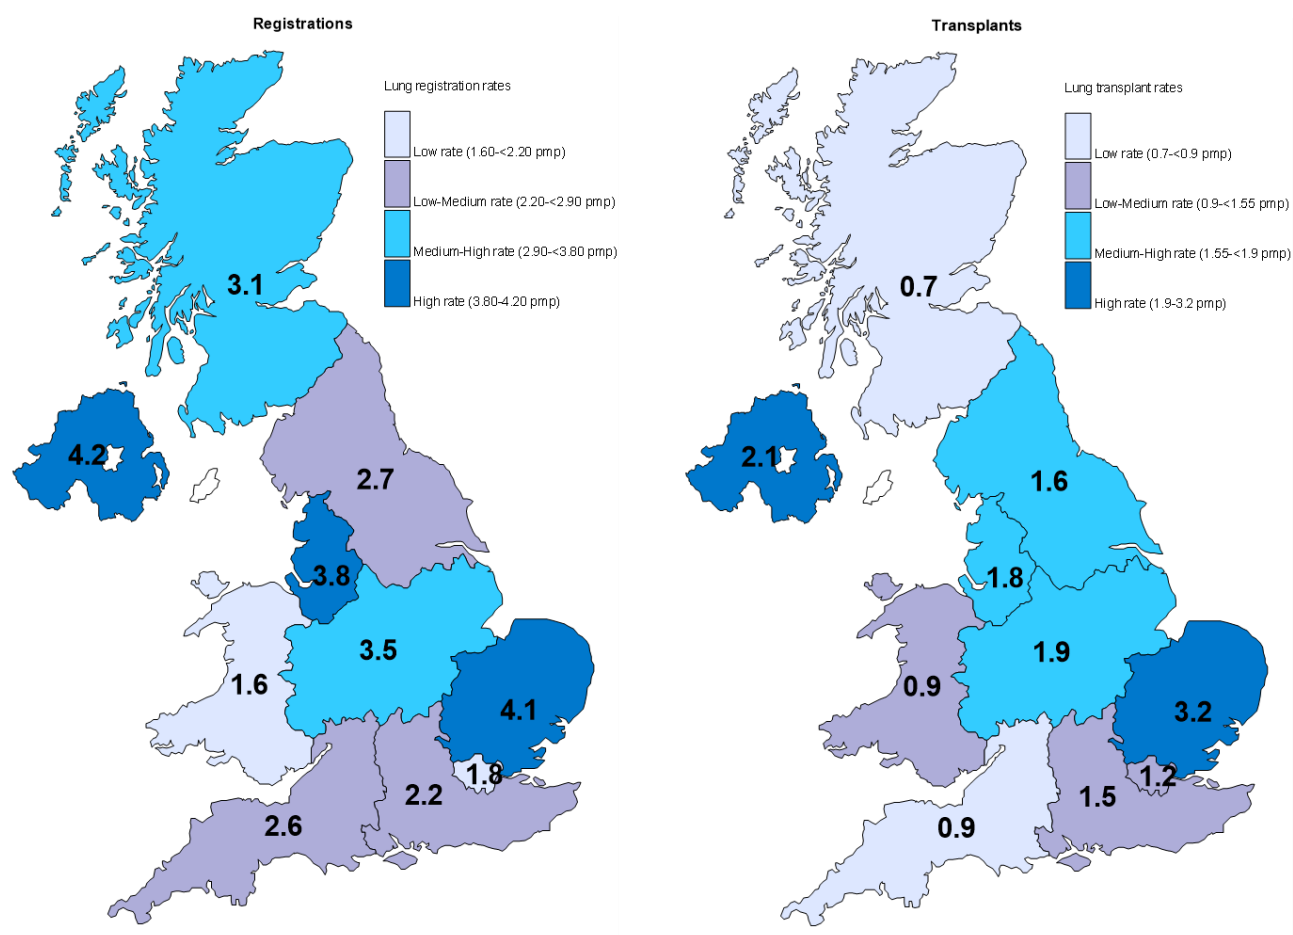 Registrations
Lung registration rates
Low rate (1.60-<2.20 pmp)
Low-Medium rate (2.20-<2.90 pmp)
Medium-High rate (2.90-<3.80 pmp)
High rate (3.80-4.20 pmp)
3.1
4.2
2.7
3.8
3.5
1.6
4.1
1.8
2.2
2.6
Transplants
Lung transplant rates
Low rate (0.7-<0.9 pmp)
Low-Medium rate (0.9-<1.55 pmp)
Medium-High rate (1.55-<1.9 pmp)
High rate (1.9-3.2 pmp)
0.7
2.1
1.6
1.8
1.9
0.9
3.2
1.2
1.5
0.9